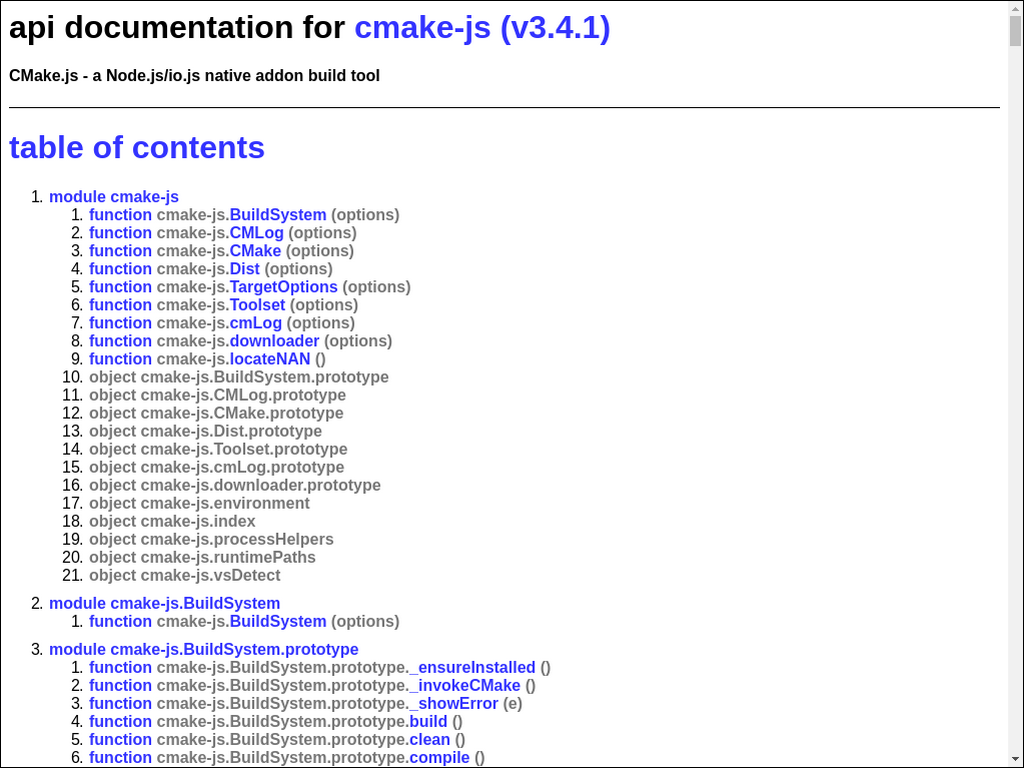 api documentation for cmake-js (v3.4.1)
CMake.js - a Node.js/io.js native addon build tool
table of contents
1. module cmake-js
1. function cmake-js.BuildSystem (options)
2. function cmake-js.CMLog (options)
3. function cmake-js.CMake (options)
4. function cmake-js.Dist (options)
5. function cmake-js.TargetOptions (options)
6. function cmake-js.Toolset (options)
7. function cmake-js.cmLog (options)
8. function cmake-js.downloader (options)
9. function cmake-js.locateNAN ()
10. object cmake-js.BuildSystem.prototype
11. object cmake-js.CMLog.prototype
12. object cmake-js.CMake.prototype
13. object cmake-js.Dist.prototype
14. object cmake-js.Toolset.prototype
15. object cmake-js.cmLog.prototype
16. object cmake-js.downloader.prototype
17. object cmake-js.environment
18. object cmake-js.index
19. object cmake-js.processHelpers
20. object cmake-js.runtimePaths
21. object cmake-js.vsDetect
2. module cmake-js.BuildSystem
1. function cmake-js.BuildSystem (options)
3. module cmake-js.BuildSystem.prototype
1. function cmake-js.BuildSystem.prototype._ensureInstalled ()
2. function cmake-js.BuildSystem.prototype._invokeCMake ()
3. function cmake-js.BuildSystem.prototype._showError (e)
4. function cmake-js.BuildSystem.prototype.build ()
5. function cmake-js.BuildSystem.prototype.clean ()
6. function cmake-js.BuildSystem.prototype.compile ()